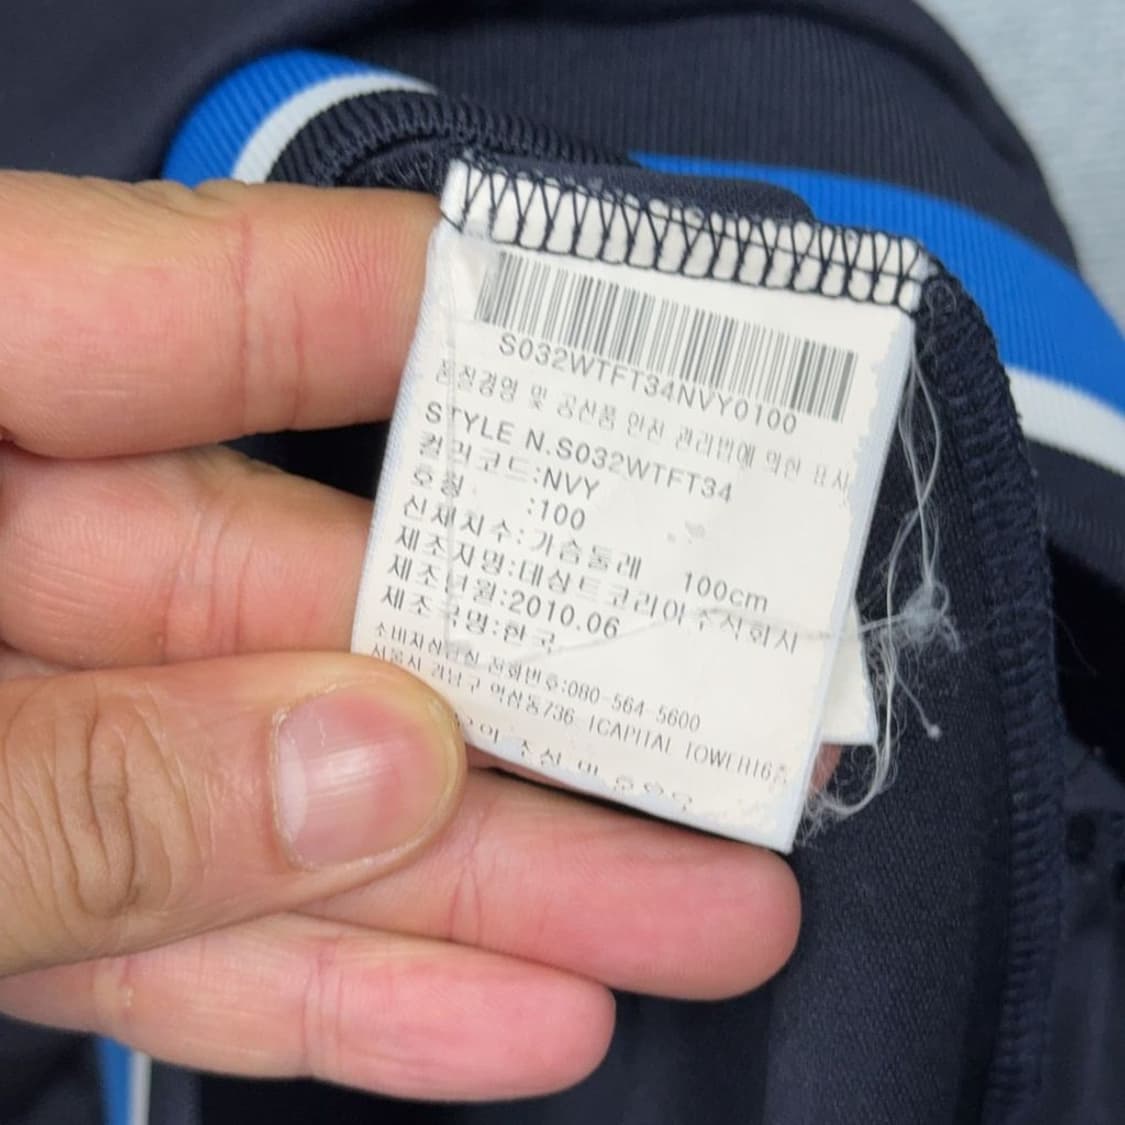 S032WTFT34NVY0100
품질경영 및 공산품 안전 관리법에 의한 표시
STYLE N.S032WTFT34
컬러코드:NVY
호칭 :100
신체치수:가슴둘레 100cm
제조자명:데상트코리아주식회사
제조년월:2010.06
제조국명:한국
소비자상담실 전화번호:080-564-5600
서울시 강남구 역삼동736-1CAPITAL TOWER16층